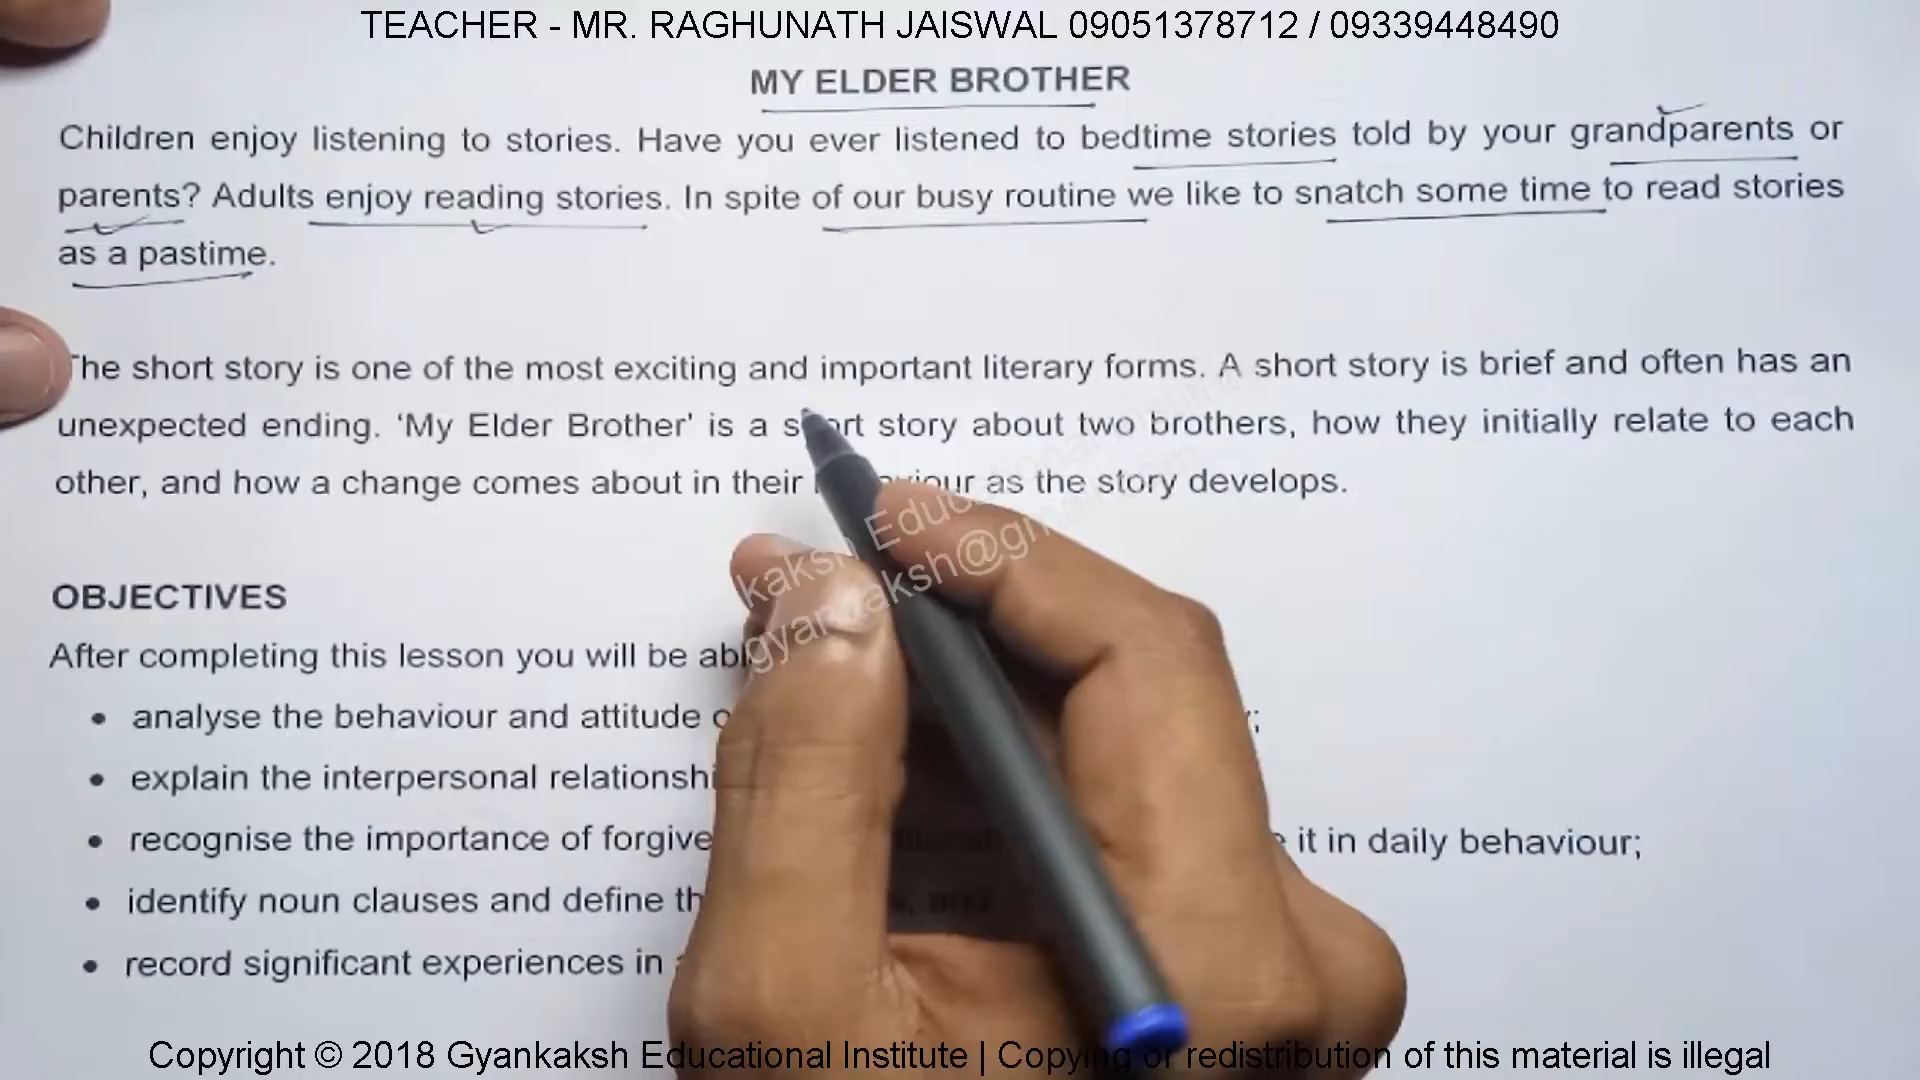 TEACHER - MR. RAGHUNATH JAISWAL 09051378712 / 09339448490
MY ELDER BROTHER
Children enjoy listening to stories. Have you ever listened to bedtime stories told by your grandparents or
parents? Adults enjoy reading stories. In spite of our busy routine we like to snatch some time to read stories
as a pastime.
The short story is one of the most exciting and important literary forms. A short story is brief and often has an
unexpected ending. ‘My Elder Brother’ is a short story about two brothers, how they initially relate to each
other, and how a change comes about in their behaviour as the story develops.
OBJECTIVES
After completing this lesson you will be able
analyse the behaviour and attitude
explain the interpersonal
recognise the importance of it in daily behaviour;
identify noun clauses and define
record significant experiences in
Copyright © 2018 Gyankaksh Educational Institute | Copying or redistribution of this material is illegal